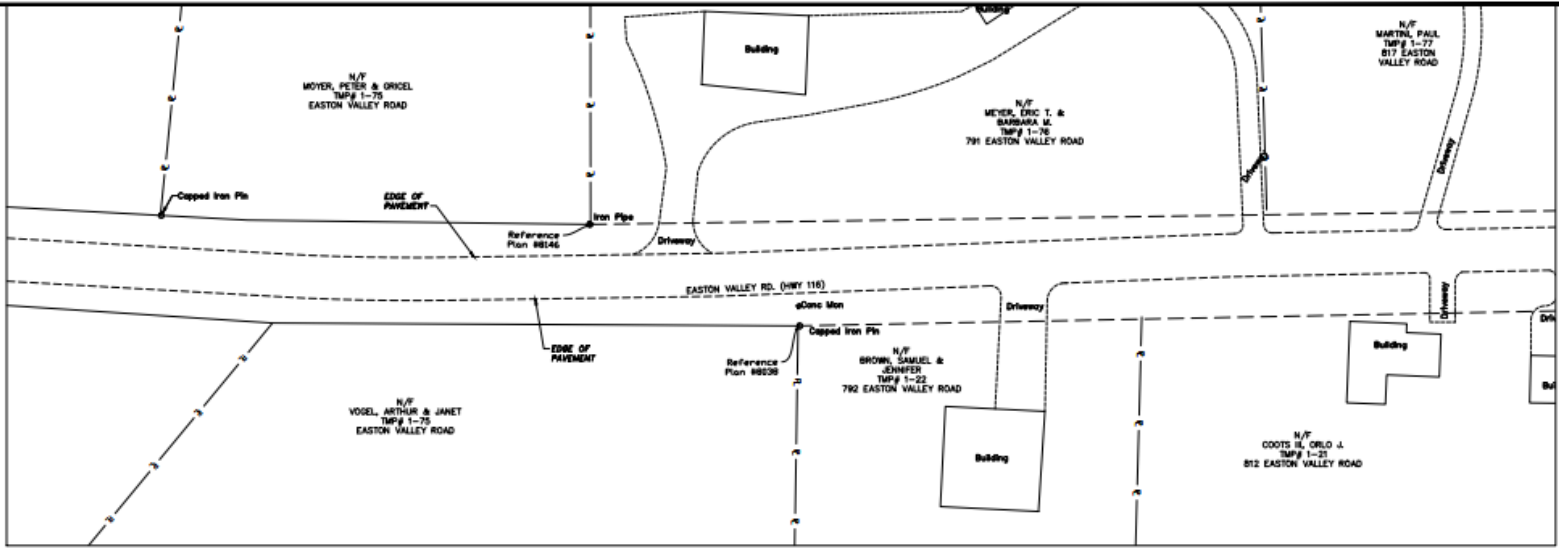 Building
N/F
MOYER, PETER & GRICEL
TMP# 1-75
EASTON VALLEY ROAD
Building
N/F
MEYER, ERIC T. &
BARBARA M.
TMP# 1-76
791 EASTON VALLEY ROAD
N/F
MARTINI, PAUL
TMP# 1-77
817 EASTON
VALLEY ROAD
Driveway
Driveway
Capped Iron Pin
EDGE OF
PAVEMENT
Iron Pipe
Reference
Plan #8146
Driveway
EASTON VALLEY RD. (HWY 116)
Conc Mon
Driveway
Driveway
Capped Iron Pin
EDGE OF
PAVEMENT
Reference
Plan #8038
N/F
BROWN, SAMUEL &
JENNIFER
TMP# 1-22
792 EASTON VALLEY ROAD
Building
Driv
Buil
N/F
VOGEL, ARTHUR & JANET
TMP# 1-75
EASTON VALLEY ROAD
Building
N/F
COOTS III, ORLO J.
TMP# 1-21
812 EASTON VALLEY ROAD